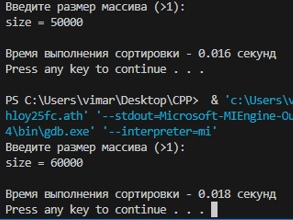 Введите размер массива (>1):
size = 50000
Время выполнения сортировки - 0.016 секунд
Press any key to continue . . .
PS C:\Users\vimar\Desktop\CPP>  & 'c:\Users\v
hloy25fc.ath' '--stdout=Microsoft-MIEngine-Ou
4\bin\gdb.exe' '--interpreter=mi'
Введите размер массива (>1):
size = 60000
Время выполнения сортировки - 0.018 секунд
Press any key to continue . . .